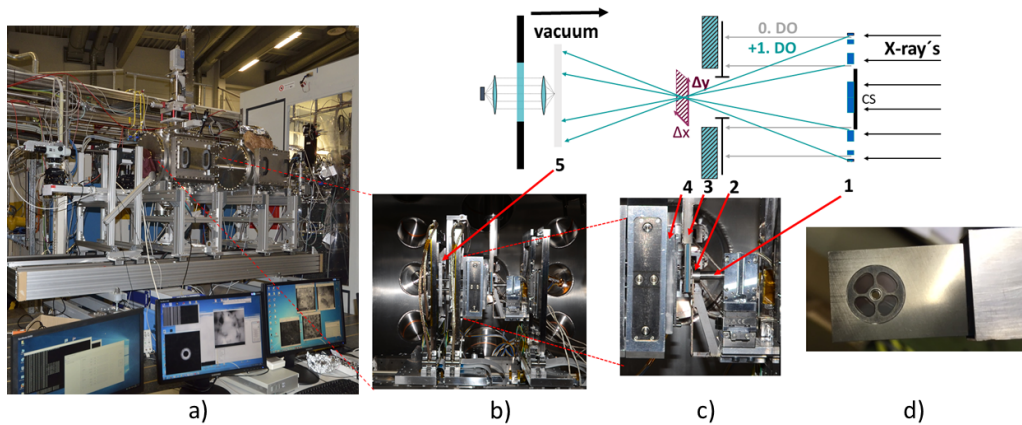 vacuum
0. DO
+1. DO
X-ray´s
Δy
Δx
CS
5
4 3 2 1
a) b) c) d)